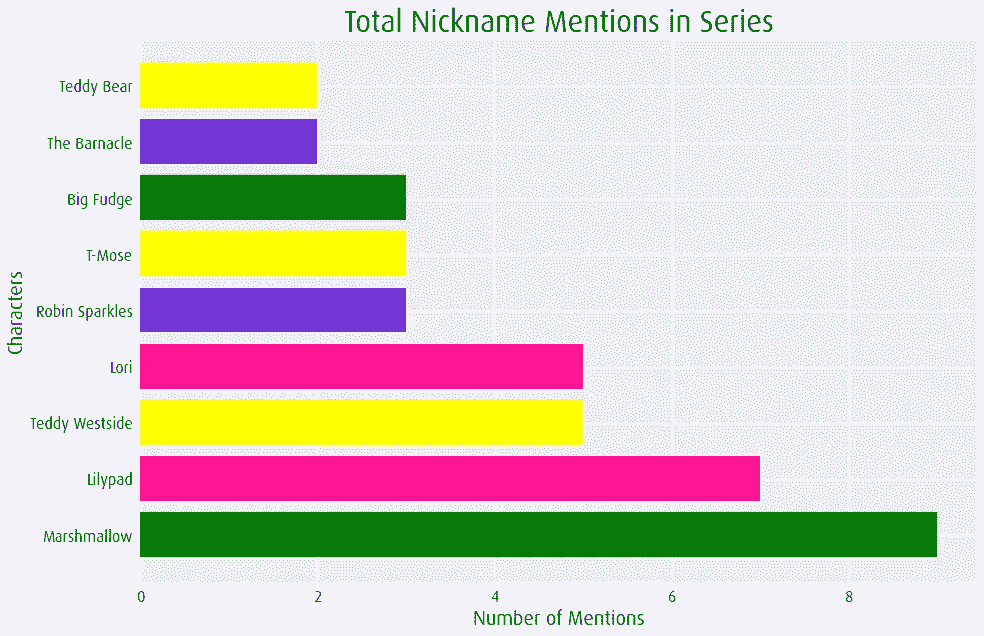 Total Nickname Mentions in Series
Teddy Bear
The Barnacle
Big Fudge
T-Mose
Robin Sparkles
Lori
Teddy Westside
Lilypad
Marshmallow
Characters
0 2 4 6 8
Number of Mentions